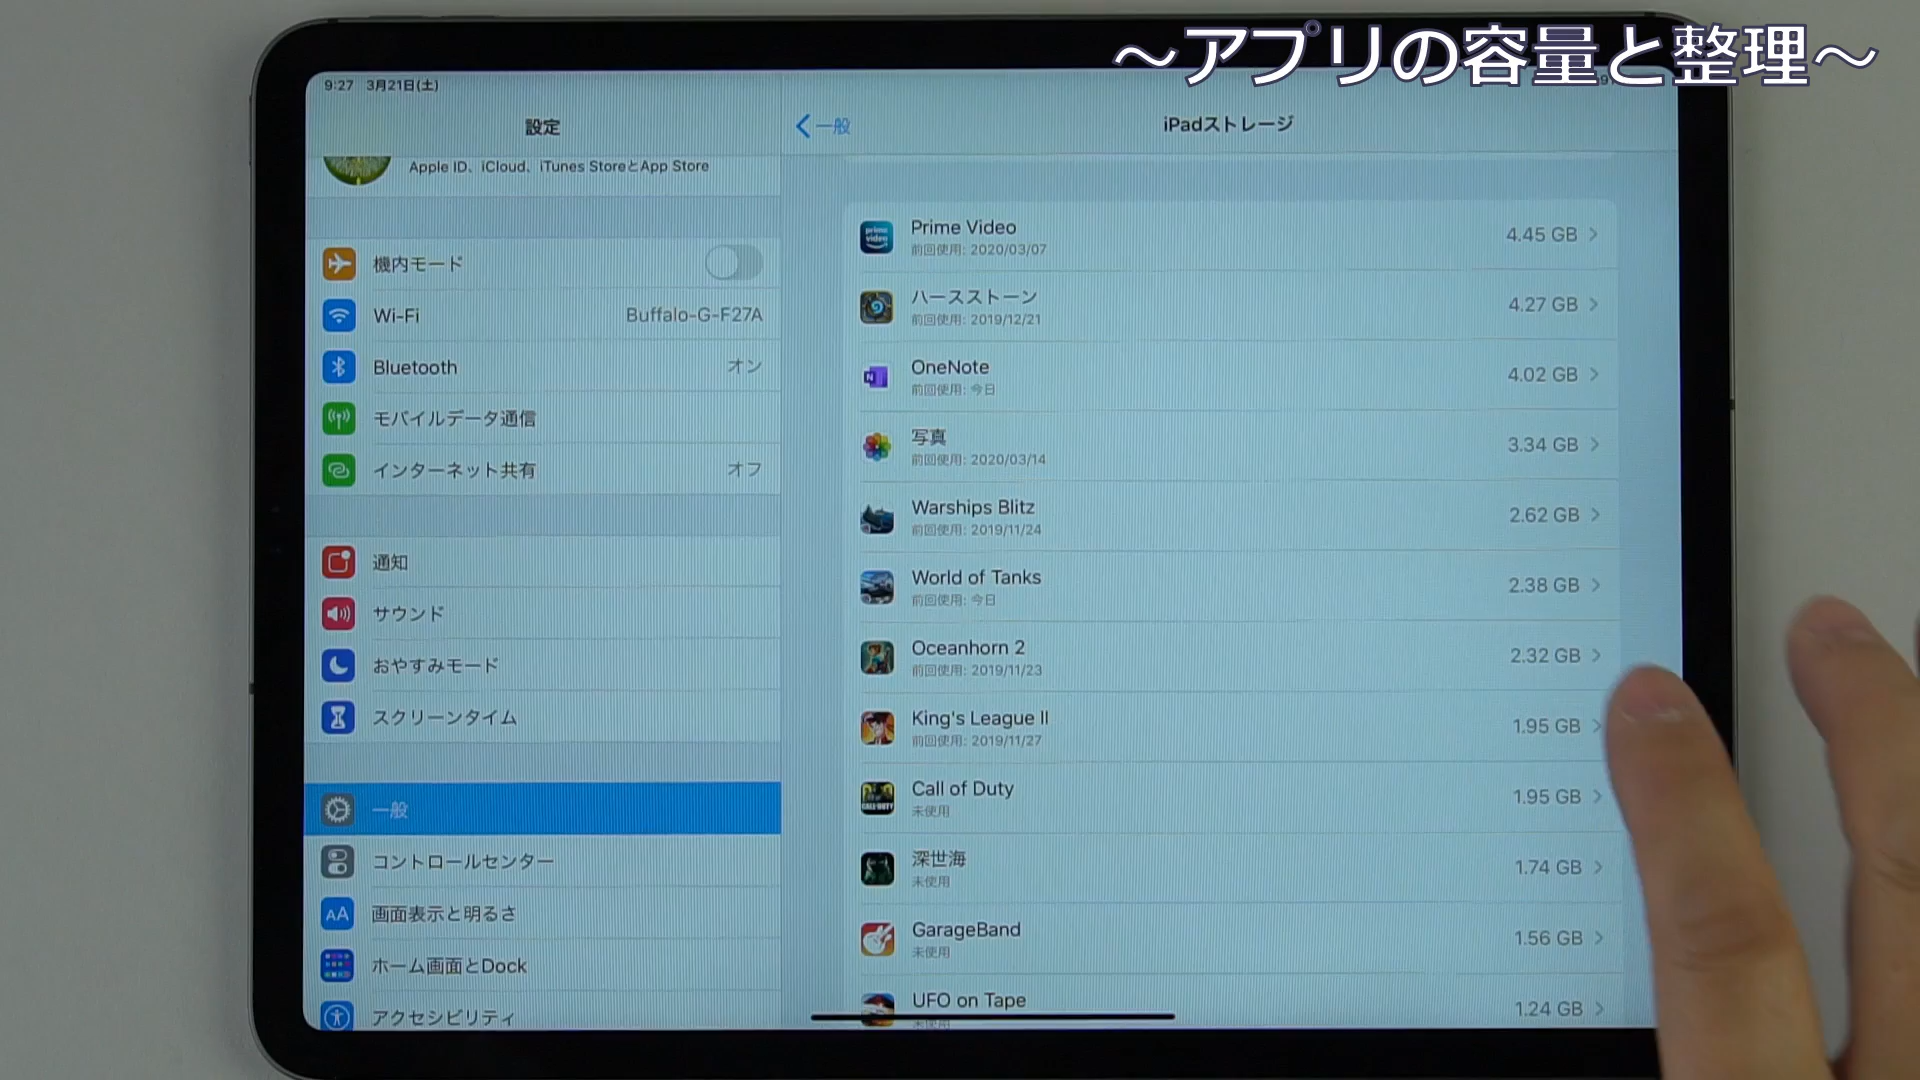 ～アプリの容量と整理～
9:27 3月21日(土)
設定
Apple ID、iCloud、iTunes StoreとApp Store
機内モード
Wi-Fi Buffalo-G-F27A
Bluetooth オン
モバイルデータ通信
インターネット共有 オフ
通知
サウンド
おやすみモード
スクリーンタイム
一般
コントロールセンター
AA 画面表示と明るさ
ホーム画面とDock
アクセシビリティ
一般 iPadストレージ
prime video
Prime Video 4.45 GB
前回使用: 2020/03/07
ハースストーン 4.27 GB
前回使用: 2019/12/21
N
OneNote 4.02 GB
前回使用: 今日
写真 3.34 GB
前回使用: 2020/03/14
Warships Blitz 2.62 GB
前回使用: 2019/11/24
World of Tanks 2.38 GB
前回使用: 今日
Oceanhorn 2 2.32 GB
前回使用: 2019/11/23
King's League II 1.95 GB
前回使用: 2019/11/27
CALL OF DUTY
Call of Duty 1.95 GB
未使用
深世海 1.74 GB
未使用
GarageBand 1.56 GB
未使用
UFO on Tape 1.24 GB
未使用